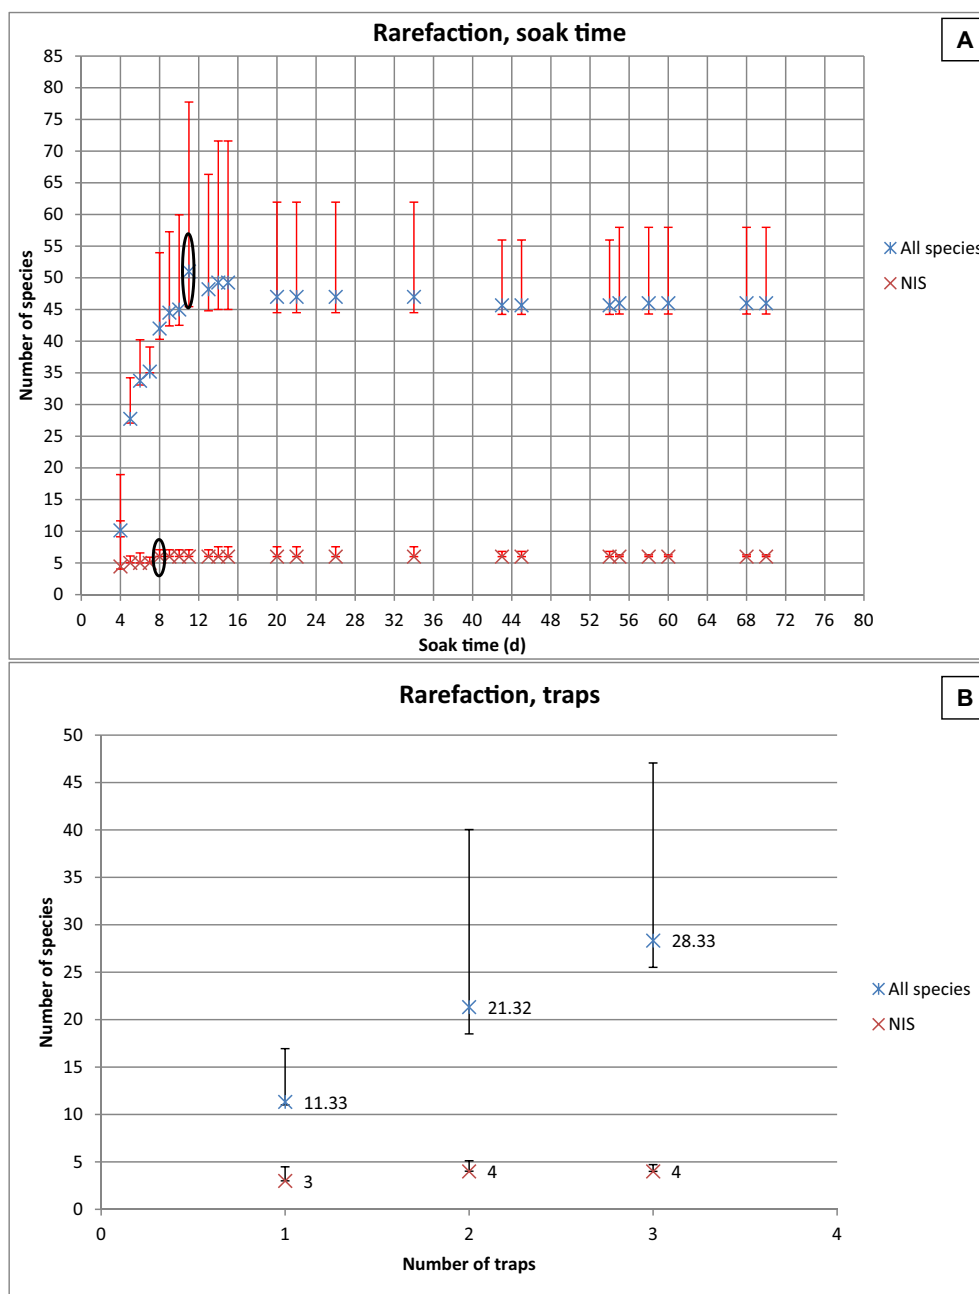 Rarefaction, soak time
A
85
80
75
70
65
60
55
50
45
40
35
30
25
20
15
10
5
0
Number of species
0 4 8 12 16 20 24 28 32 36 40 44 48 52 56 60 64 68 72 76 80
Soak time (d)
All species
NIS
Rarefaction, traps
B
50
45
40
35
30
25
20
15
10
5
0
Number of species
28.33
21.32
11.33
3
4
4
0 1 2 3 4
Number of traps
All species
NIS